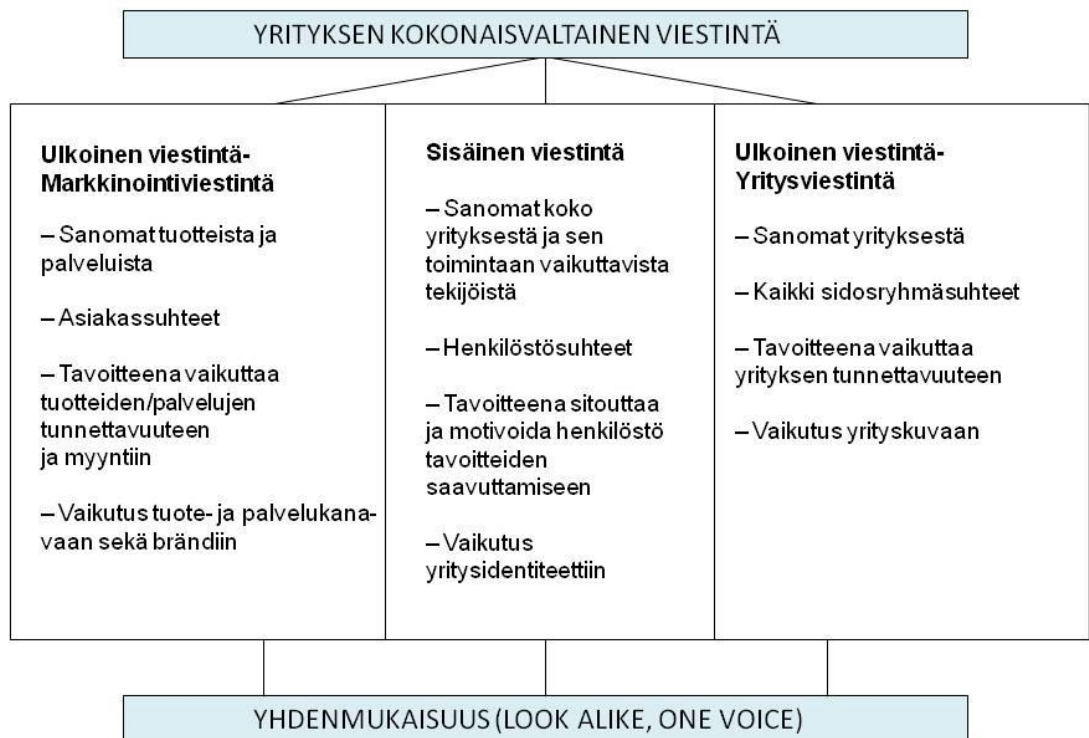 YRITYKSEN KOKONAISVALTAINEN VIESTINTÄ
Ulkoinen viestintä-
Markkinointiviestintä
– Sanomat tuotteista ja
palveluista
– Asiakassuhteet
– Tavoitteena vaikuttaa
tuotteiden/palvelujen
tunnettavuuteen
ja myyntiin
– Vaikutus tuote- ja palvelukana-
vaan sekä brändiin
Sisäinen viestintä
– Sanomat koko
yrityksestä ja sen
toimintaan vaikuttavista
tekijöistä
– Henkilöstösuhteet
– Tavoitteena sitouttaa
ja motivoida henkilöstö
tavoitteiden
saavuttamiseen
– Vaikutus
yritysidentiteettiin
Ulkoinen viestintä-
Yritysviestintä
– Sanomat yrityksestä
– Kaikki sidosryhmäsuhteet
– Tavoitteena vaikuttaa
yrityksen tunnettavuuteen
– Vaikutus yrityskuvaan
YHDENMUKAISUUS (LOOK ALIKE, ONE VOICE)